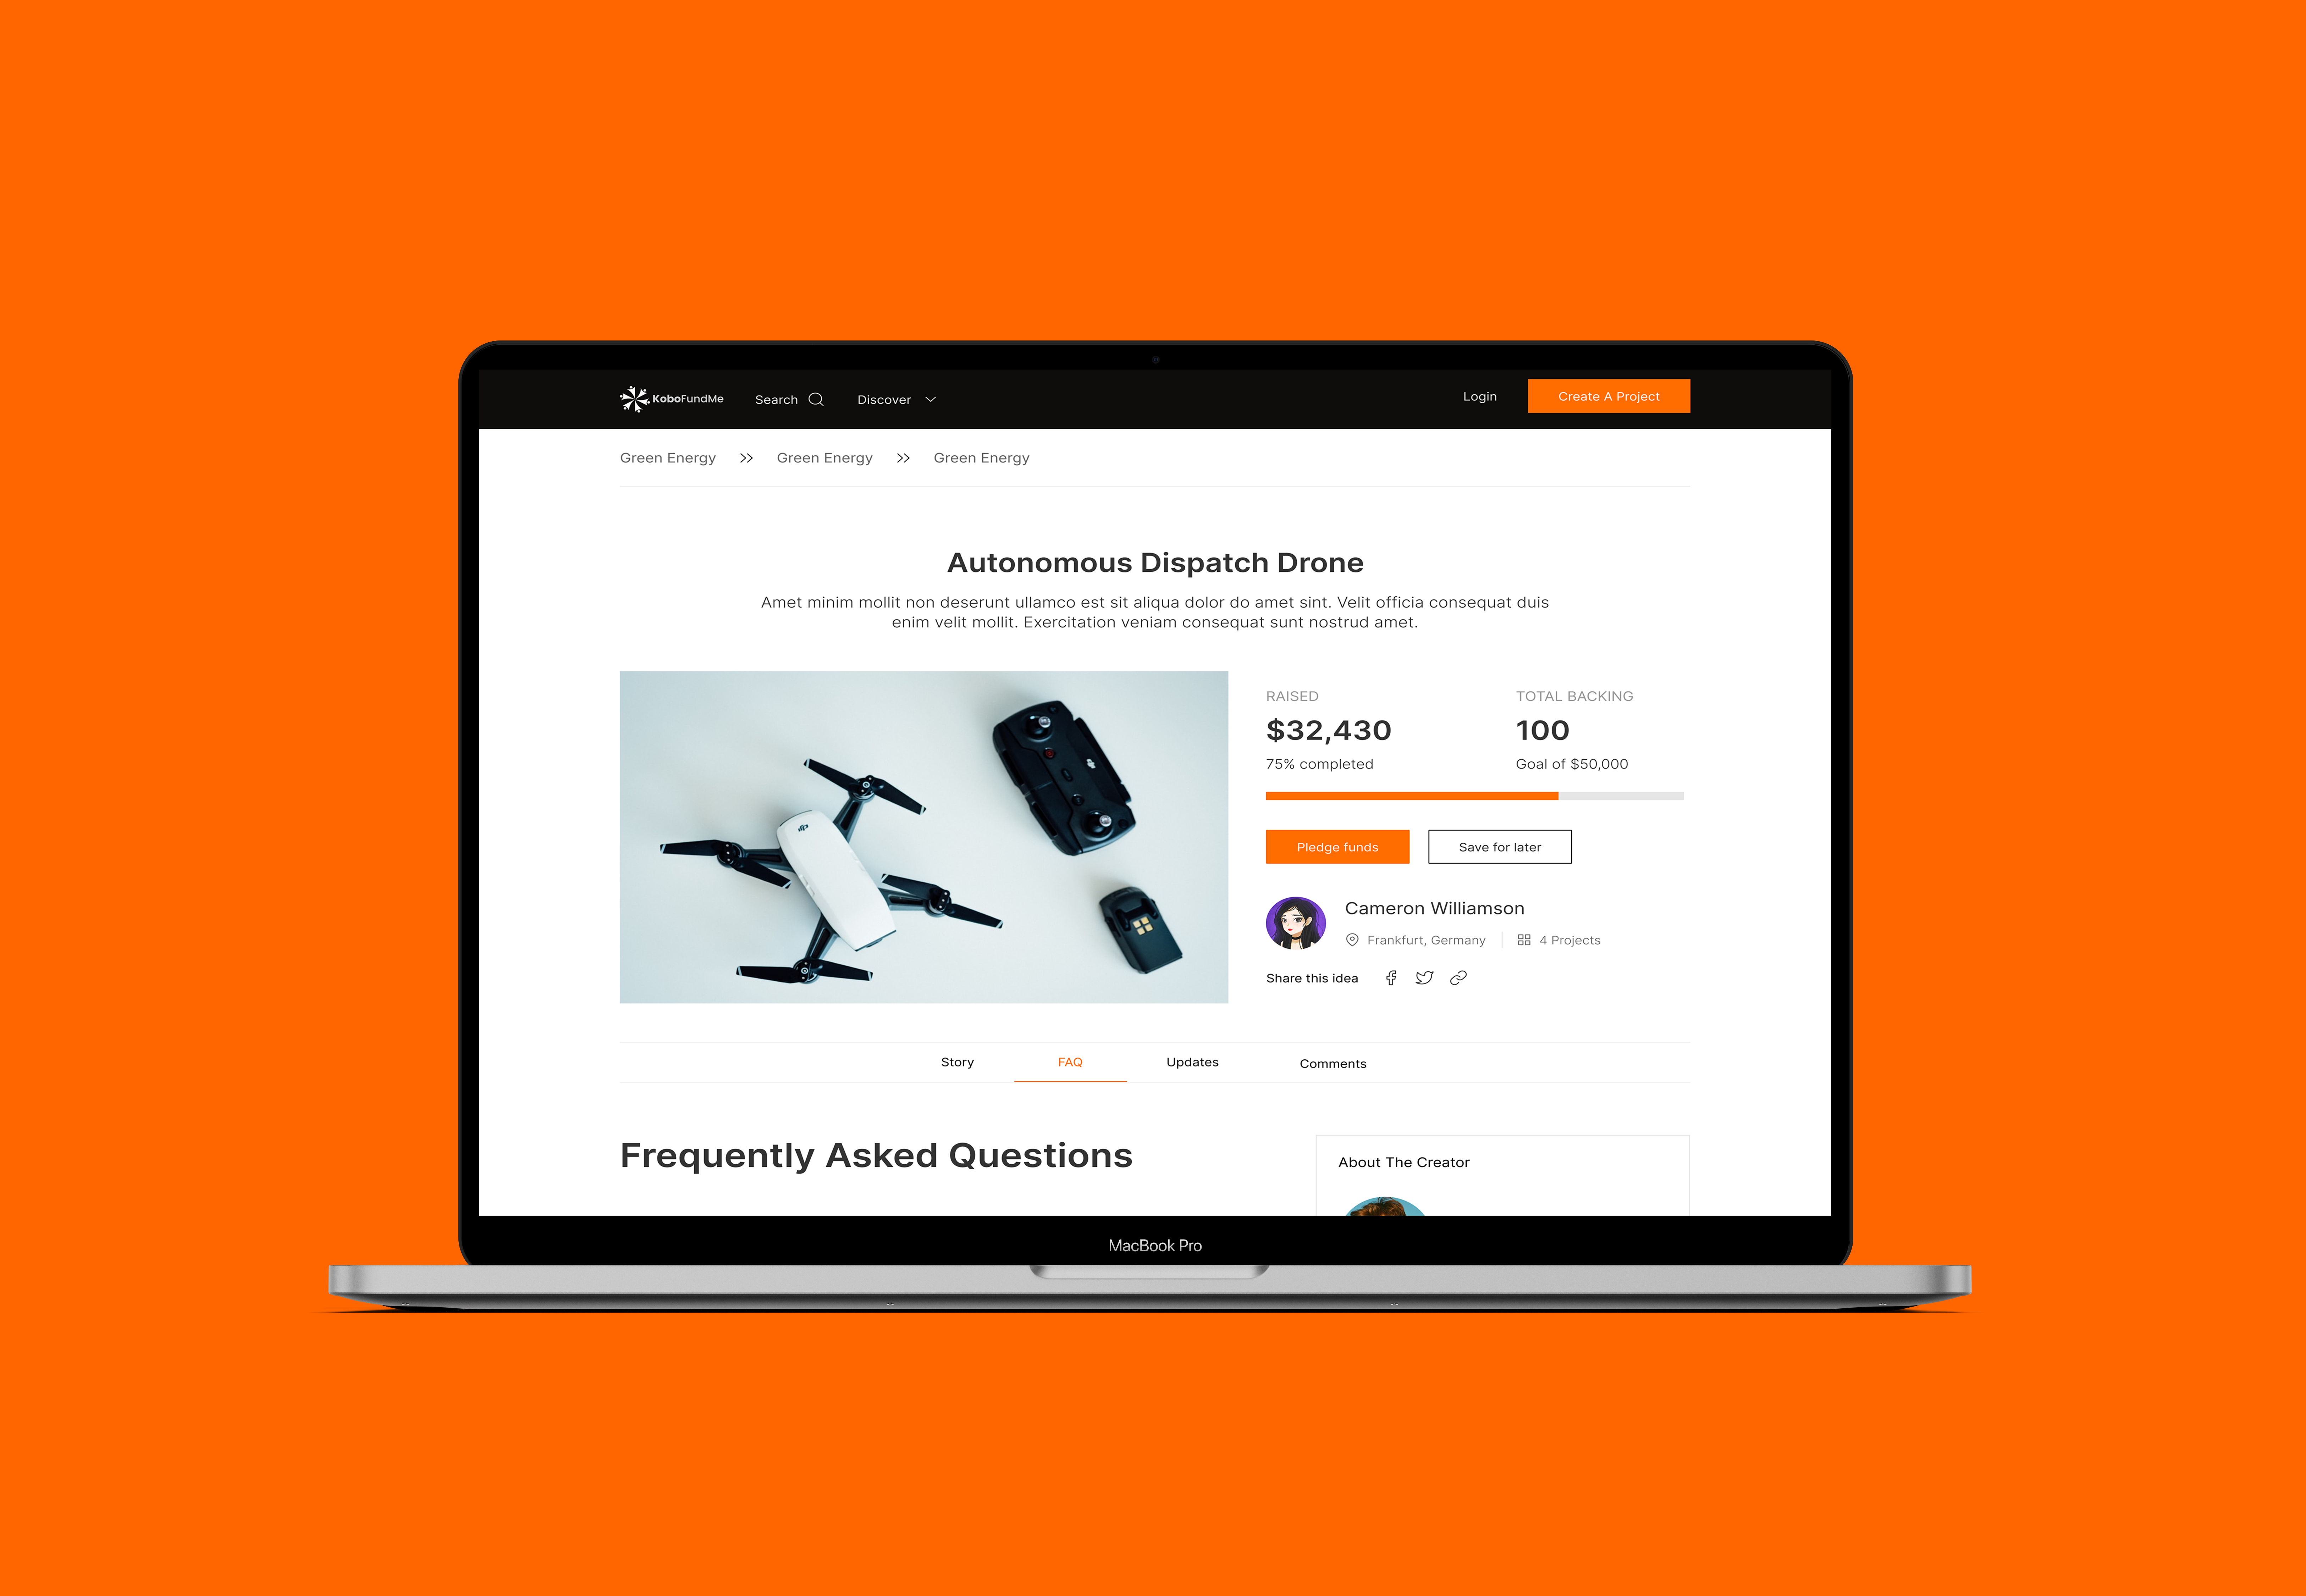 KoboFundMe Search Discover Login Create A Project
Green Energy >> Green Energy >> Green Energy
Autonomous Dispatch Drone
Amet minim mollit non deserunt ullamco est sit aliqua dolor do amet sint. Velit officia consequat duis
enim velit mollit. Exercitation veniam consequat sunt nostrud amet.
RAISED
$32,430
75% completed
TOTAL BACKING
100
Goal of $50,000
Pledge funds
Save for later
Cameron Williamson
Frankfurt, Germany
4 Projects
Share this idea
Story FAQ Updates Comments
Frequently Asked Questions
About The Creator
MacBook Pro